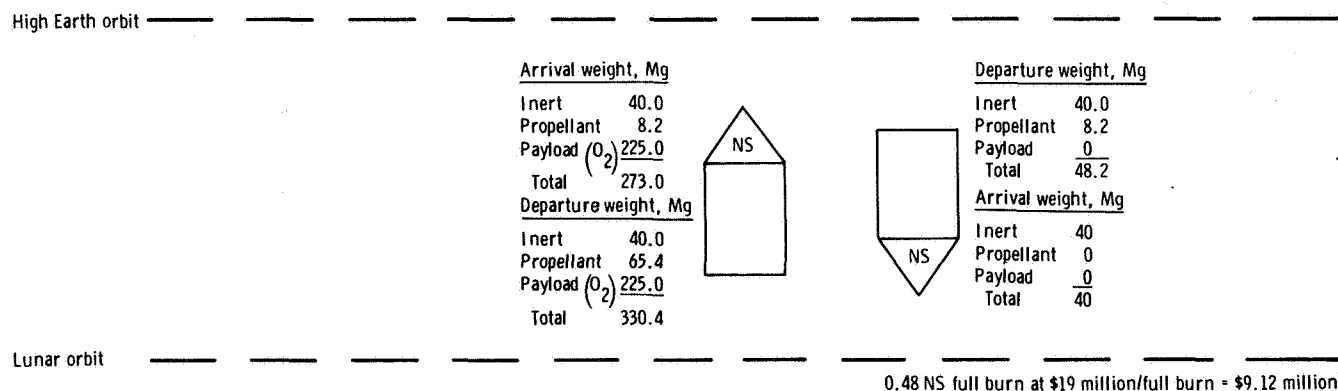 High Earth orbit
Arrival weight, Mg
Inert 40.0
Propellant 8.2
Payload (O2) 225.0
Total 273.0
Departure weight, Mg
Inert 40.0
Propellant 65.4
Payload (O2) 225.0
Total 330.4
NS
Departure weight, Mg
Inert 40.0
Propellant 8.2
Payload 0
Total 48.2
Arrival weight, Mg
Inert 40
Propellant 0
Payload 0
Total 40
NS
Lunar orbit
0.48 NS full burn at $19 million/full burn = $9.12 million